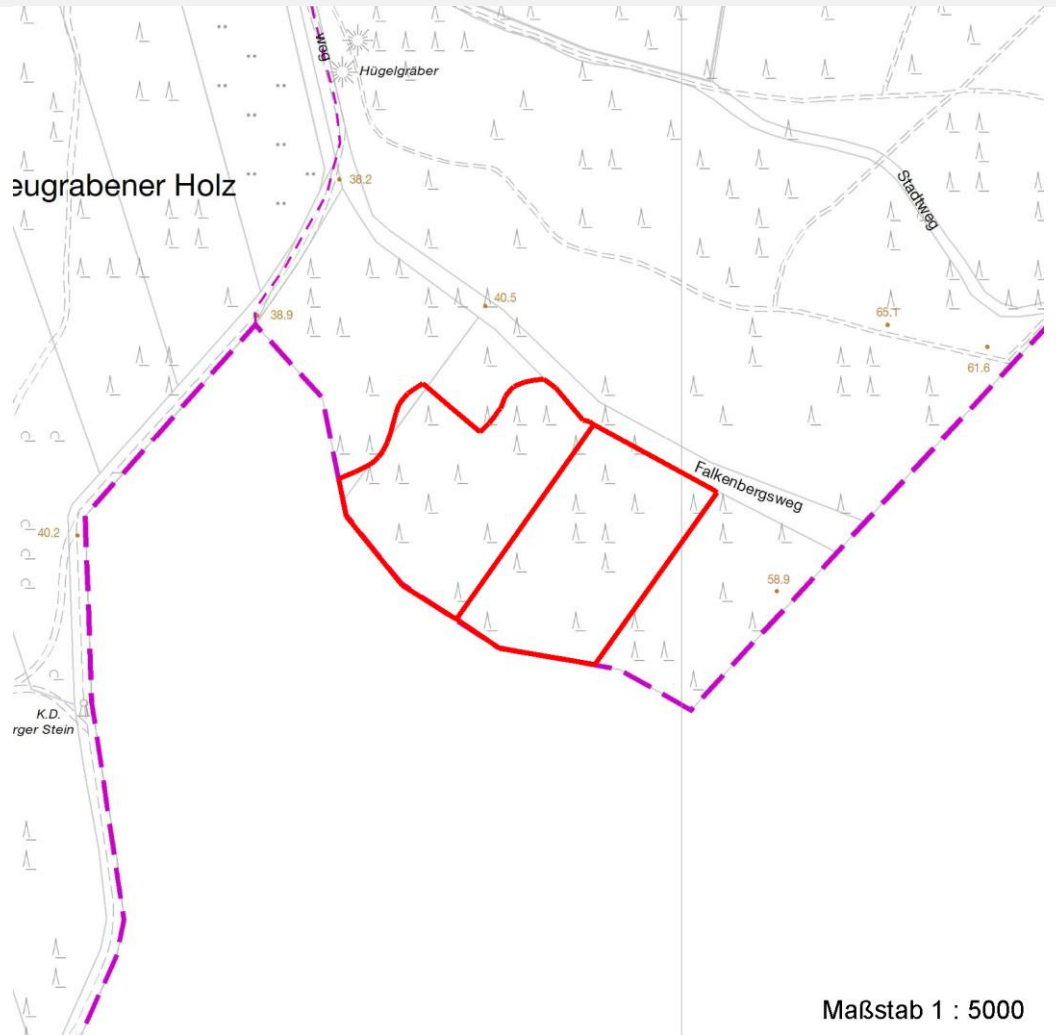 weg
Hügelgräber
eugrabener Holz
38.2
Stadtweg
40.5
38.9
65.1
61.6
Falkenbergsweg
40.2
58.9
K.D.
rger Stein
Maßstab 1 : 5000